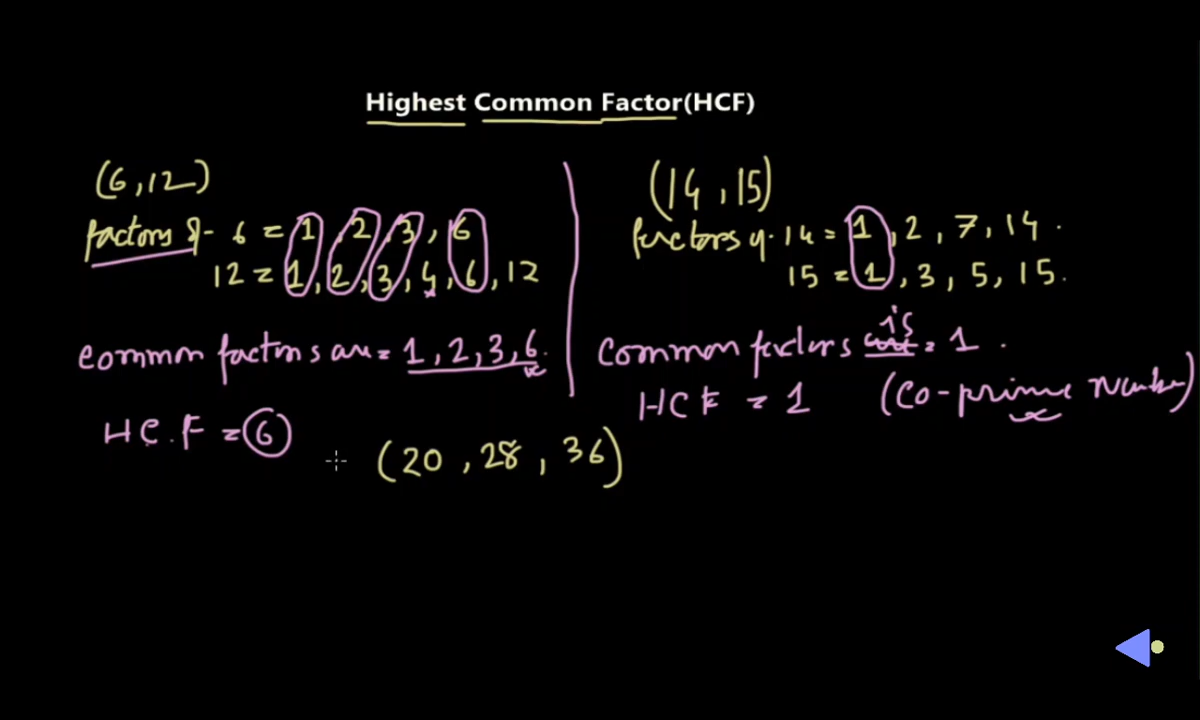 Highest Common Factor(HCF)
(6,12)
factors of 6 = 1, 2, 3, 6
12 = 1, 2, 3, 4, 6, 12
Common factors are = 1, 2, 3, 6.
H.C.F = 6
(14, 15)
factors of 14 = 1, 2, 7, 14.
15 = 1, 3, 5, 15.
Common factors is = 1.
HCF = 1 (Co-prime Number)
(20, 28, 36)